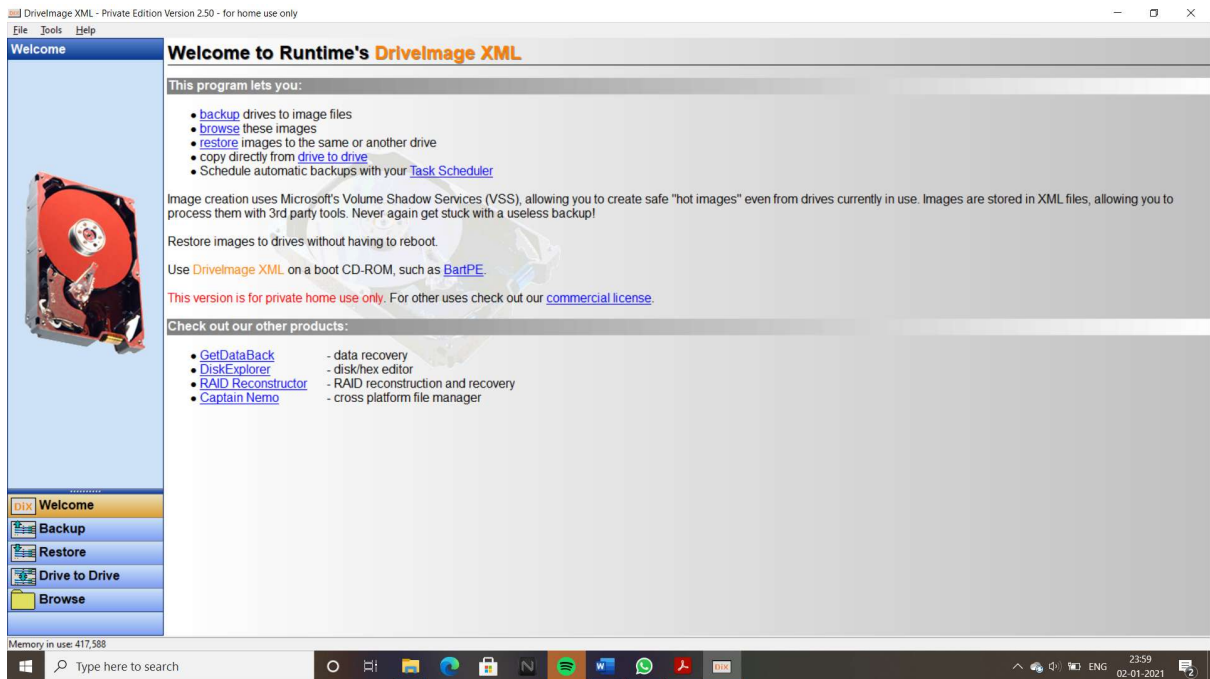 DriveImage XML - Private Edition Version 2.50 - for home use only
File Tools Help
Welcome
Welcome to Runtime's DriveImage XML
This program lets you:
• backup drives to image files
• browse these images
• restore images to the same or another drive
• copy directly from drive to drive
• Schedule automatic backups with your Task Scheduler
Image creation uses Microsoft's Volume Shadow Services (VSS), allowing you to create safe "hot images" even from drives currently in use. Images are stored in XML files, allowing you to
process them with 3rd party tools. Never again get stuck with a useless backup!
Restore images to drives without having to reboot.
Use DriveImage XML on a boot CD-ROM, such as BartPE.
This version is for private home use only. For other uses check out our commercial license.
Check out our other products:
• GetDataBack - data recovery
• DiskExplorer - disk/hex editor
• RAID Reconstructor - RAID reconstruction and recovery
• Captain Nemo - cross platform file manager
DiX Welcome
Backup
Restore
Drive to Drive
Browse
Memory in use: 417,588
Type here to search
DiX
ENG
23:59
02-01-2021
2